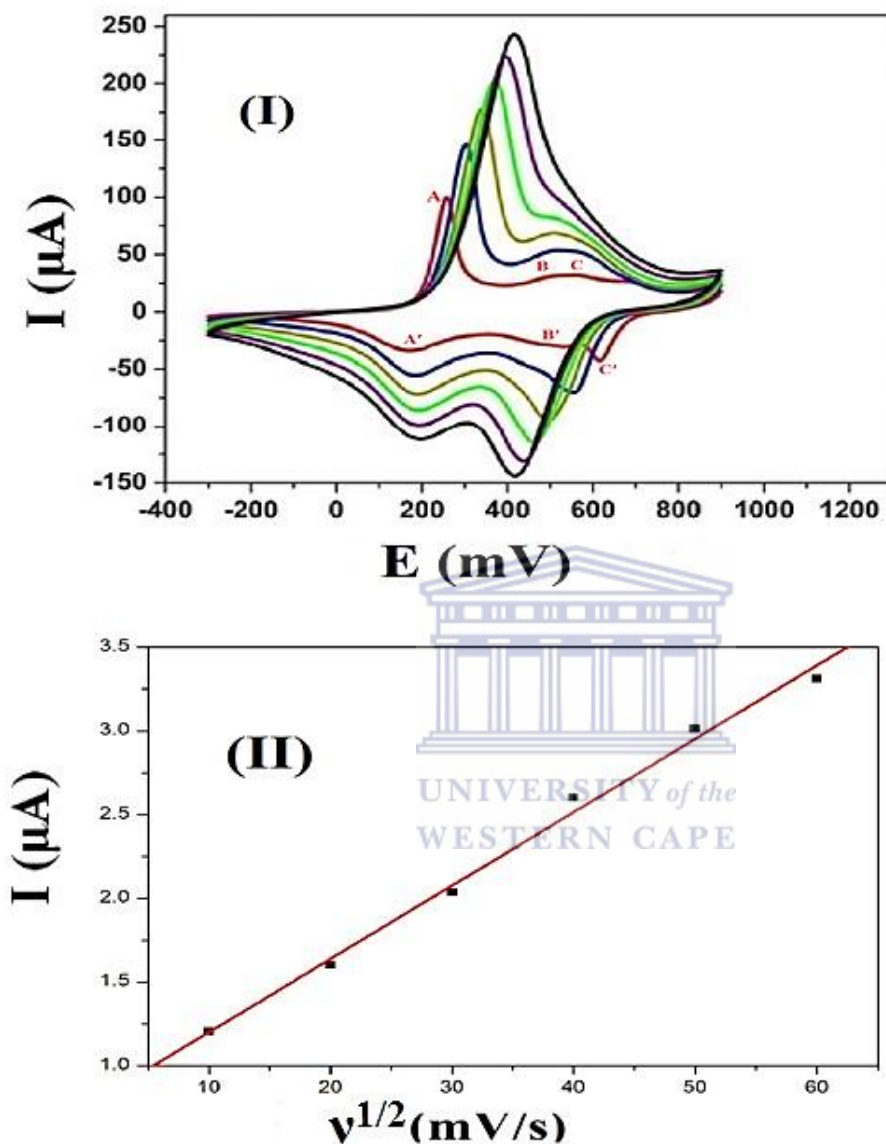 250
200
150
100
50
0
-50
-100
-150
I (µA)
(I)
A
B C
A' B'
C'
-400 -200 0 200 400 600 800 1000 1200
E (mV)
3.5
3.0
2.5
2.0
1.5
1.0
I (µA)
(II)
UNIVERSITY of the
WESTERN CAPE
10 20 30 40 50 60
ν1/2(mV/s)